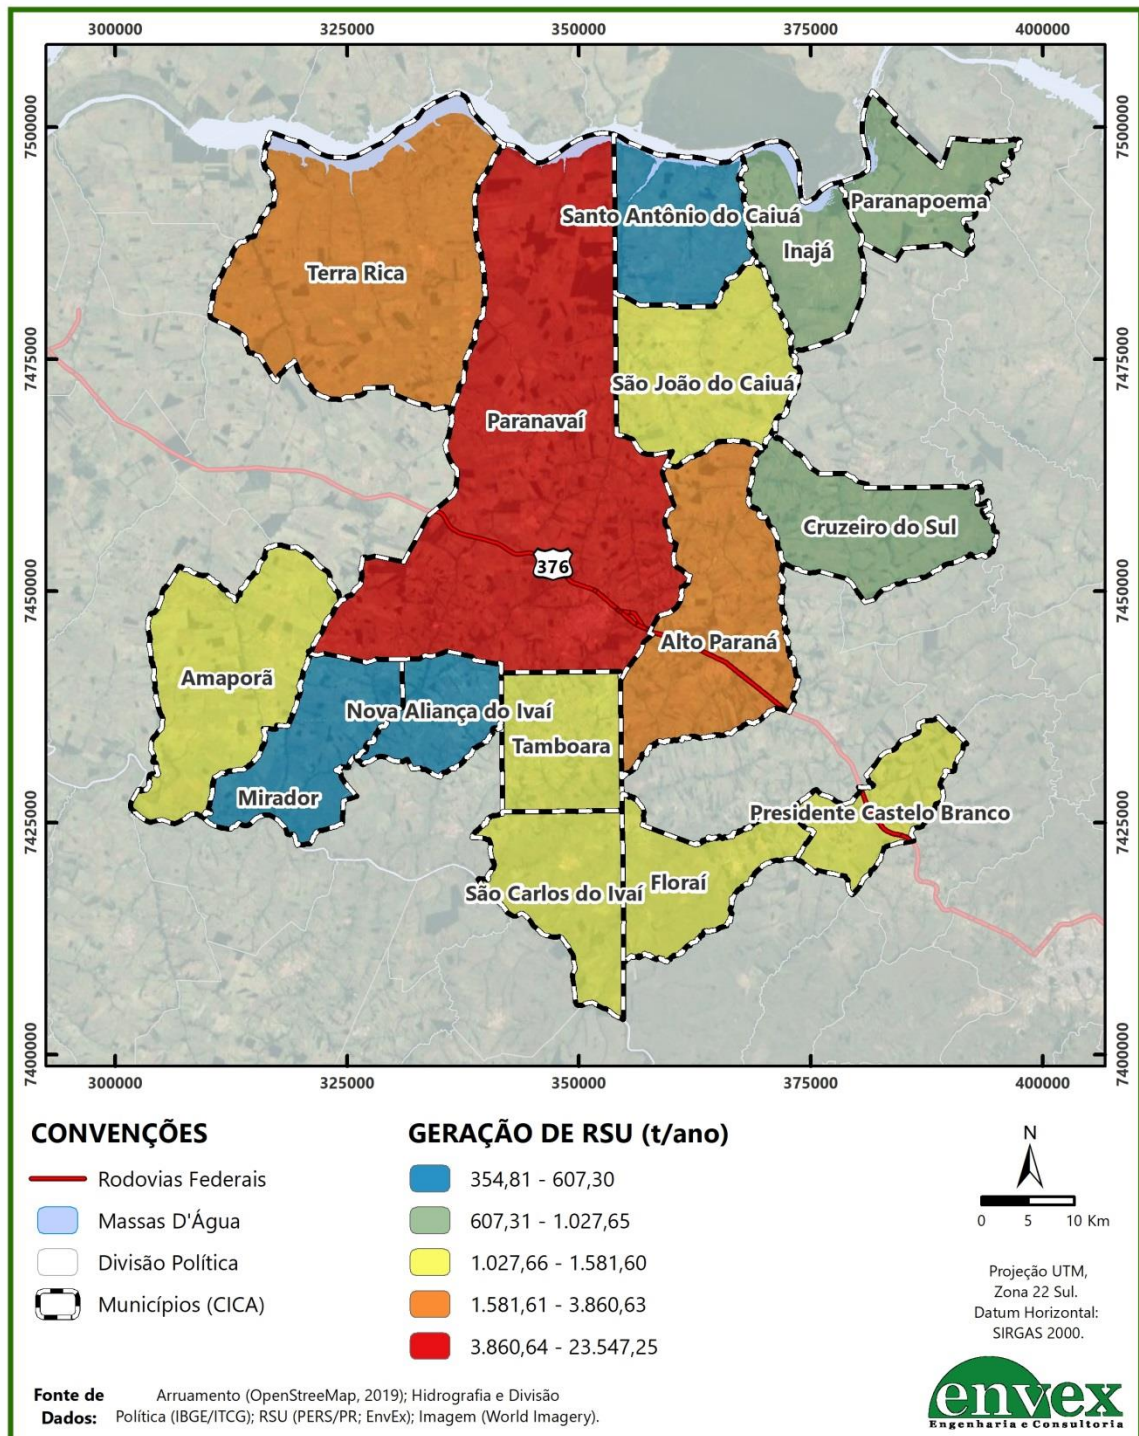 300000
325000
350000
375000
400000
7500000
7500000
Paranapoema
Santo Antônio do Caiuá
Inajá
Terra Rica
7475000
7475000
São João do Caiuá
Paranavaí
Cruzeiro do Sul
376
7450000
7450000
Alto Paraná
Amaporã
Nova Aliança do Ivaí
Tamboara
Mirador
Presidente Castelo Branco
7425000
7425000
Floraí
São Carlos do Ivaí
7400000
7400000
300000
325000
350000
375000
400000
CONVENÇÕES
Rodovias Federais
Massas D'Água
Divisão Política
Municípios (CICA)
GERAÇÃO DE RSU (t/ano)
354,81 - 607,30
607,31 - 1.027,65
1.027,66 - 1.581,60
1.581,61 - 3.860,63
3.860,64 - 23.547,25
N
0 5 10 Km
Projeção UTM,
Zona 22 Sul.
Datum Horizontal:
SIRGAS 2000.
Fonte de Dados: Arruamento (OpenStreeMap, 2019); Hidrografia e Divisão
Política (IBGE/ITCG); RSU (PERS/PR; EnvEx); Imagem (World Imagery).
envex
Engenharia e Consultoria